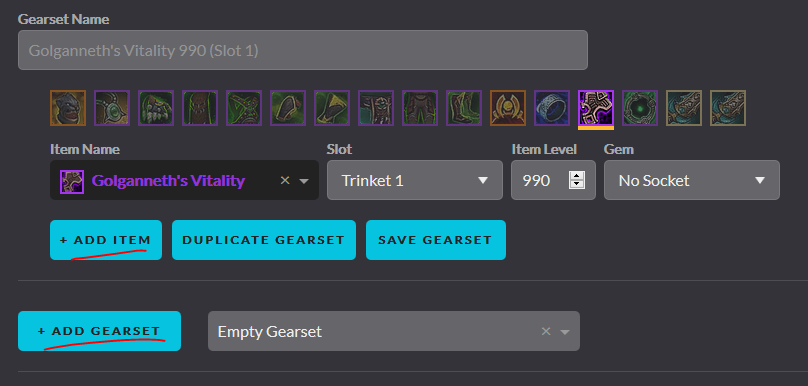 Gearset Name
Golganneth's Vitality 990 (Slot 1)
Item Name Slot Item Level Gem
Golganneth's Vitality × Trinket 1 990 No Socket
+ ADD ITEM DUPLICATE GEARSET SAVE GEARSET
+ ADD GEARSET Empty Gearset ×